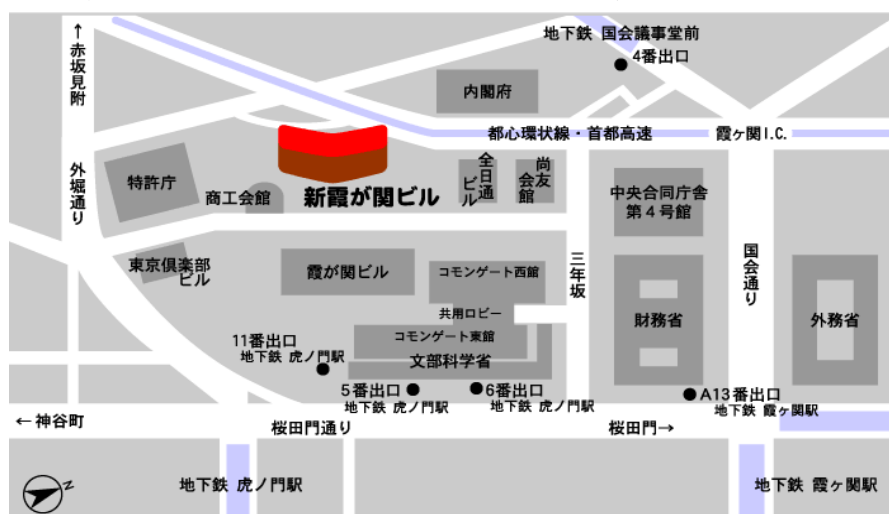 地下鉄 国会議事堂前
4番出口
↑
赤坂見附
内閣府
都心環状線・首都高速
霞ヶ関I.C.
外堀通り
特許庁
商工会館
新霞が関ビル
全日通
ビル
尚友
会館
中央合同庁舎
第4号館
東京倶楽部
ビル
霞が関ビル
コモンゲート西館
三年坂
国会通り
共用ロビー
財務省
外務省
コモンゲート東館
11番出口
地下鉄 虎ノ門駅
文部科学省
5番出口
地下鉄 虎ノ門駅
6番出口
地下鉄 虎ノ門駅
A13番出口
地下鉄 霞ヶ関駅
←神谷町
桜田門通り
桜田門→
地下鉄 虎ノ門駅
地下鉄 霞ヶ関駅
N